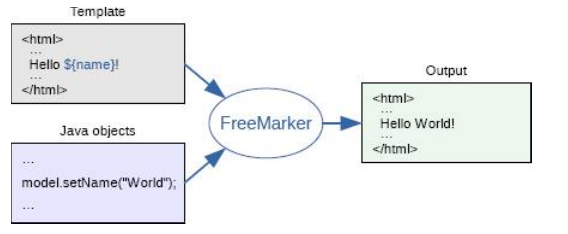 Template
<html>
...
Hello ${name}!
...
</html>
Java objects
...
model.setName("World");
...
FreeMarker
Output
<html>
...
Hello World!
...
</html>